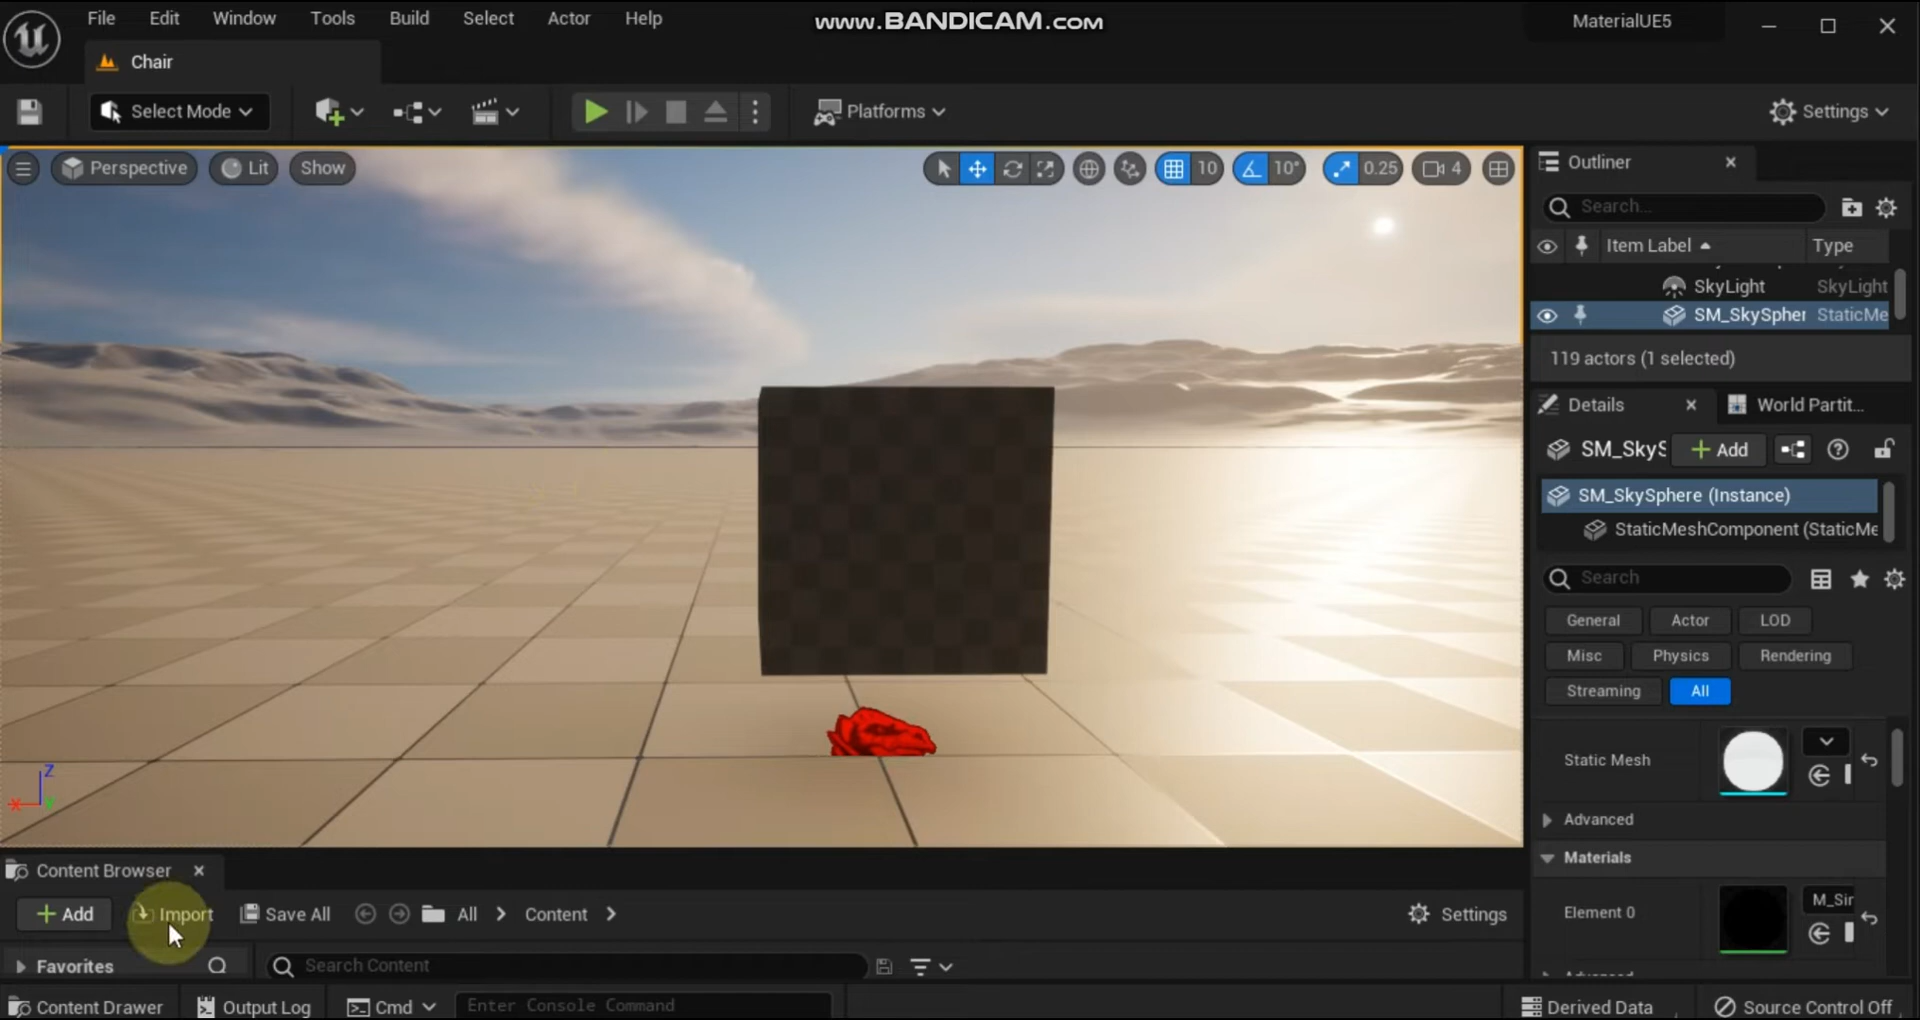 File Edit Window Tools Build Select Actor Help
www.BANDICAM.com
MaterialUE5
Chair
Select Mode
Platforms
Settings
Perspective
Lit
Show
10
10°
0.25
4
Outliner
Search...
Item Label
Type
SkyLight
SkyLight
SM_SkySpher
StaticMe
119 actors (1 selected)
Details
World Partit...
SM_SkyS
Add
SM_SkySphere (Instance)
StaticMeshComponent (StaticMe
Search
General
Actor
LOD
Misc
Physics
Rendering
Streaming
All
Static Mesh
Advanced
Materials
Element 0
M_Sir
Z
X
Content Browser
Add
Import
Save All
All
Content
Settings
Favorites
Search Content
Content Drawer
Output Log
Cmd
Enter Console Command
Derived Data
Source Control Off